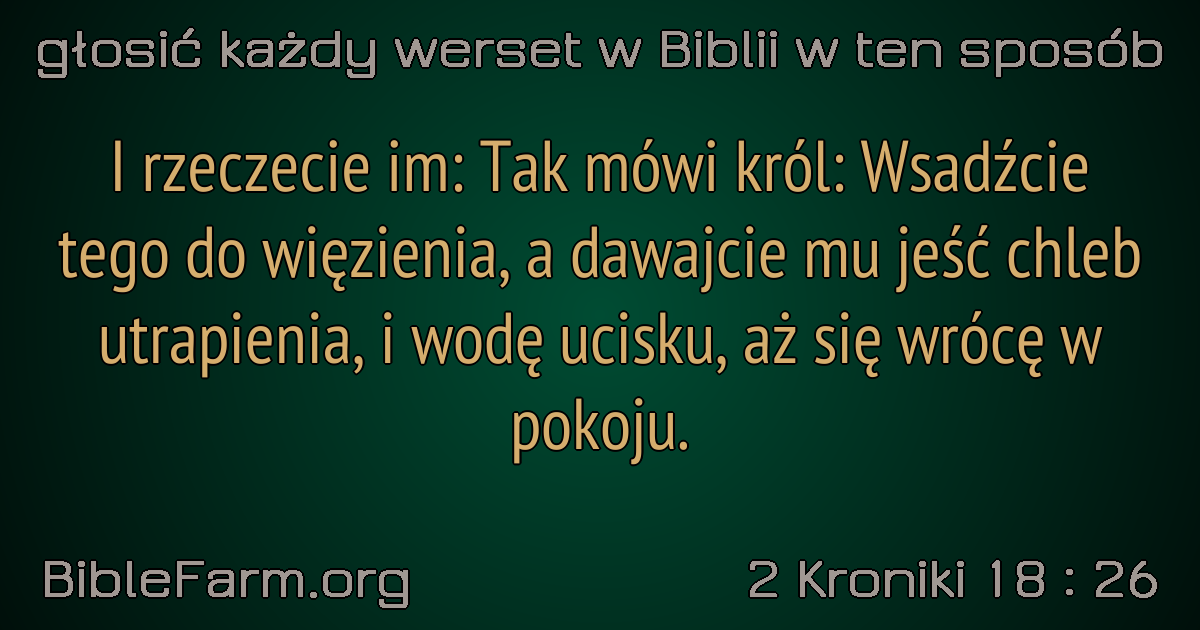 głosić każdy werset w Biblii w ten sposób
I rzeczecie im: Tak mówi król: Wsadźcie
tego do więzienia, a dawajcie mu jeść chleb
utrapienia, i wodę ucisku, aż się wrócę w
pokoju.
BibleFarm.org
2 Kroniki 18 : 26